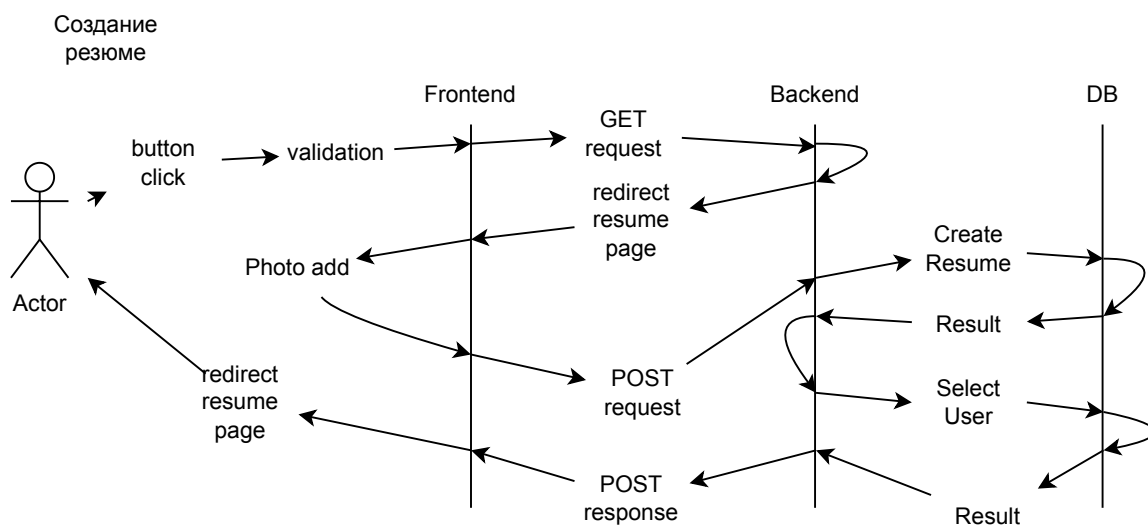 Создание
резюме
Frontend
Backend
DB
button
click
validation
GET
request
redirect
resume
page
Photo add
Create
Resume
Actor
Result
redirect
resume
page
POST
request
Select
User
POST
response
Result